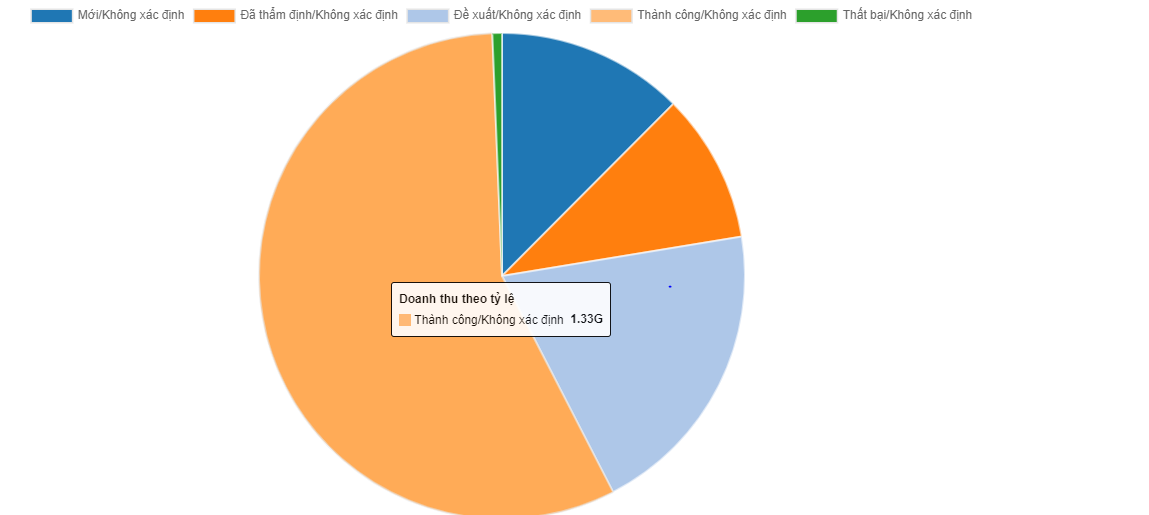 Mới/Không xác định Đã thẩm định/Không xác định Đề xuất/Không xác định Thành công/Không xác định Thất bại/Không xác định
Doanh thu theo tỷ lệ
Thành công/Không xác định 1.33G